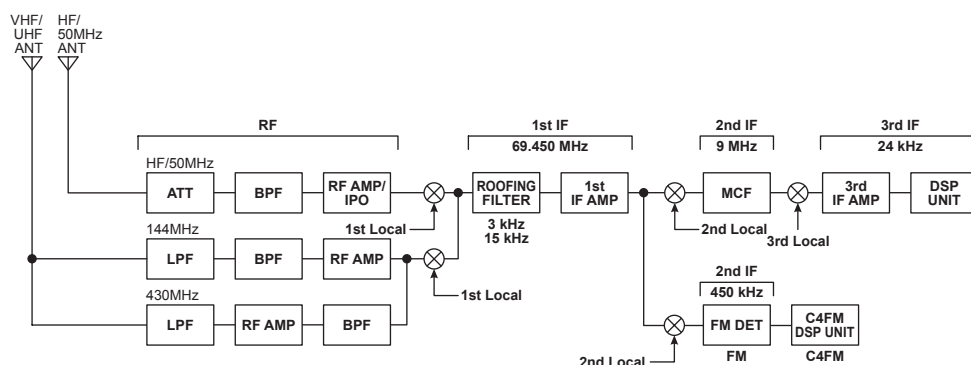 VHF/
UHF
ANT
HF/
50MHz
ANT
RF
1st IF
69.450 MHz
2nd IF
9 MHz
3rd IF
24 kHz
HF/50MHz
ATT
BPF
RF AMP/
IPO
1st Local
ROOFING
FILTER
3 kHz
15 kHz
1st
IF AMP
MCF
2nd Local
3rd Local
3rd
IF AMP
DSP
UNIT
144MHz
LPF
BPF
RF AMP
1st Local
430MHz
LPF
RF AMP
BPF
2nd IF
450 kHz
FM DET
FM
C4FM
DSP UNIT
C4FM
2nd Local